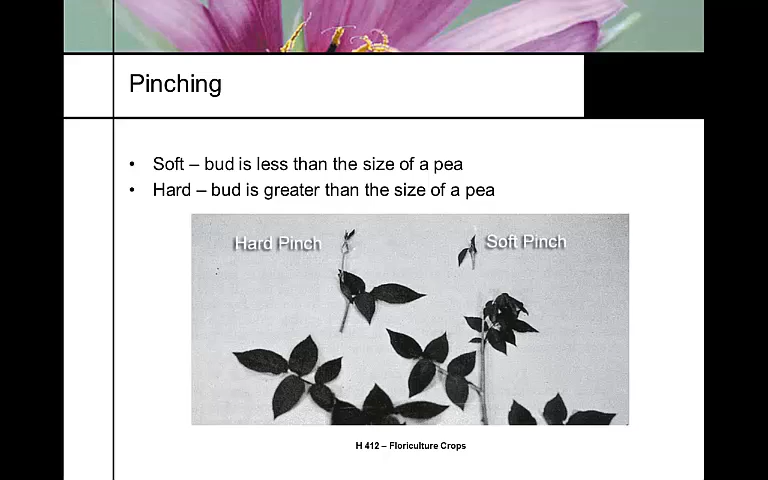 Pinching
• Soft – bud is less than the size of a pea
• Hard – bud is greater than the size of a pea
Hard Pinch
Soft Pinch
H 412 – Floriculture Crops